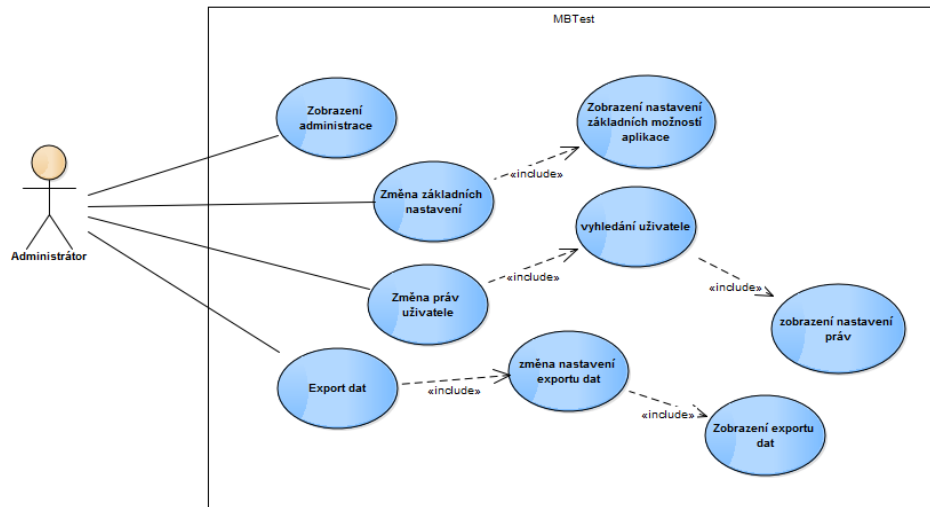 MBTest
Zobrazení
administrace
Zobrazení nastavení
základních možností
aplikace
«include»
Změna základních
nastavení
vyhledání uživatele
Administrátor
«include»
Změna práv
uživatele
«include»
zobrazení nastavení
práv
Export dat
«include»
změna nastavení
exportu dat
«include»
Zobrazení exportu
dat